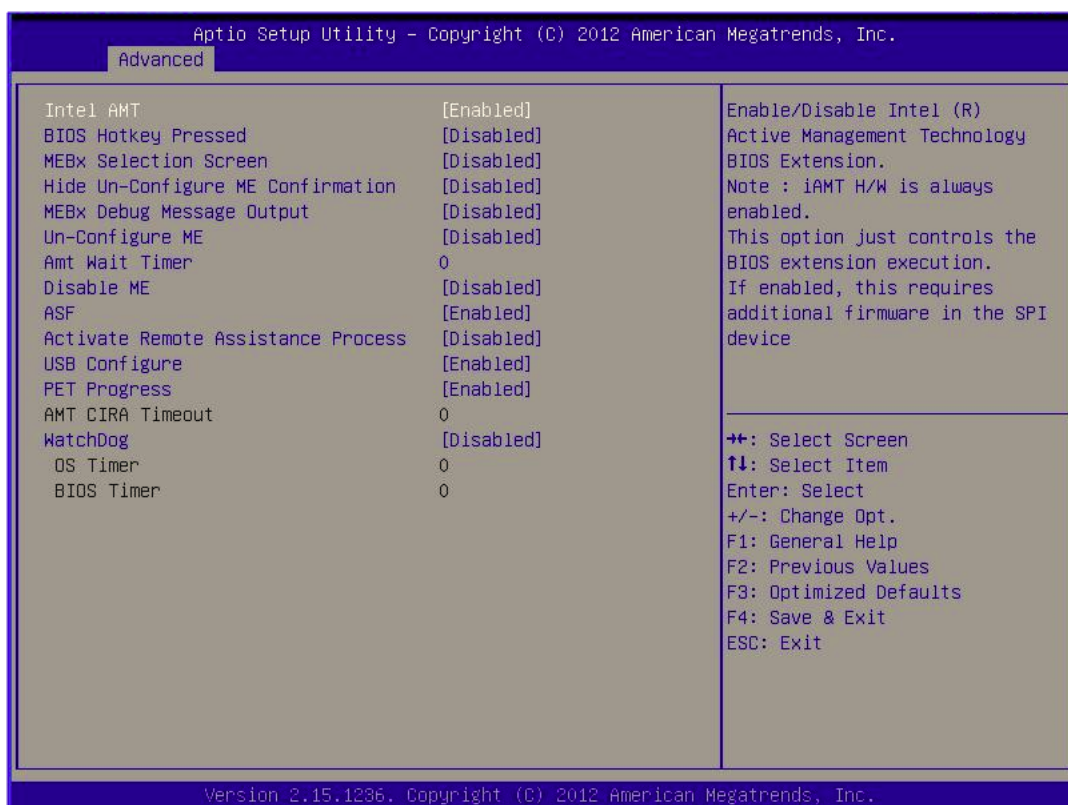 Aptio Setup Utility – Copyright (C) 2012 American Megatrends, Inc.
Advanced
Intel AMT [Enabled]
BIOS Hotkey Pressed [Disabled]
MEBx Selection Screen [Disabled]
Hide Un-Configure ME Confirmation [Disabled]
MEBx Debug Message Output [Disabled]
Un-Configure ME [Disabled]
Amt Wait Timer 0
Disable ME [Disabled]
ASF [Enabled]
Activate Remote Assistance Process [Disabled]
USB Configure [Enabled]
PET Progress [Enabled]
AMT CIRA Timeout 0
WatchDog [Disabled]
OS Timer 0
BIOS Timer 0
Enable/Disable Intel (R)
Active Management Technology
BIOS Extension.
Note : iAMT H/W is always
enabled.
This option just controls the
BIOS extension execution.
If enabled, this requires
additional firmware in the SPI
device
→←: Select Screen
↑↓: Select Item
Enter: Select
+/-: Change Opt.
F1: General Help
F2: Previous Values
F3: Optimized Defaults
F4: Save & Exit
ESC: Exit
Version 2.15.1236. Copyright (C) 2012 American Megatrends, Inc.